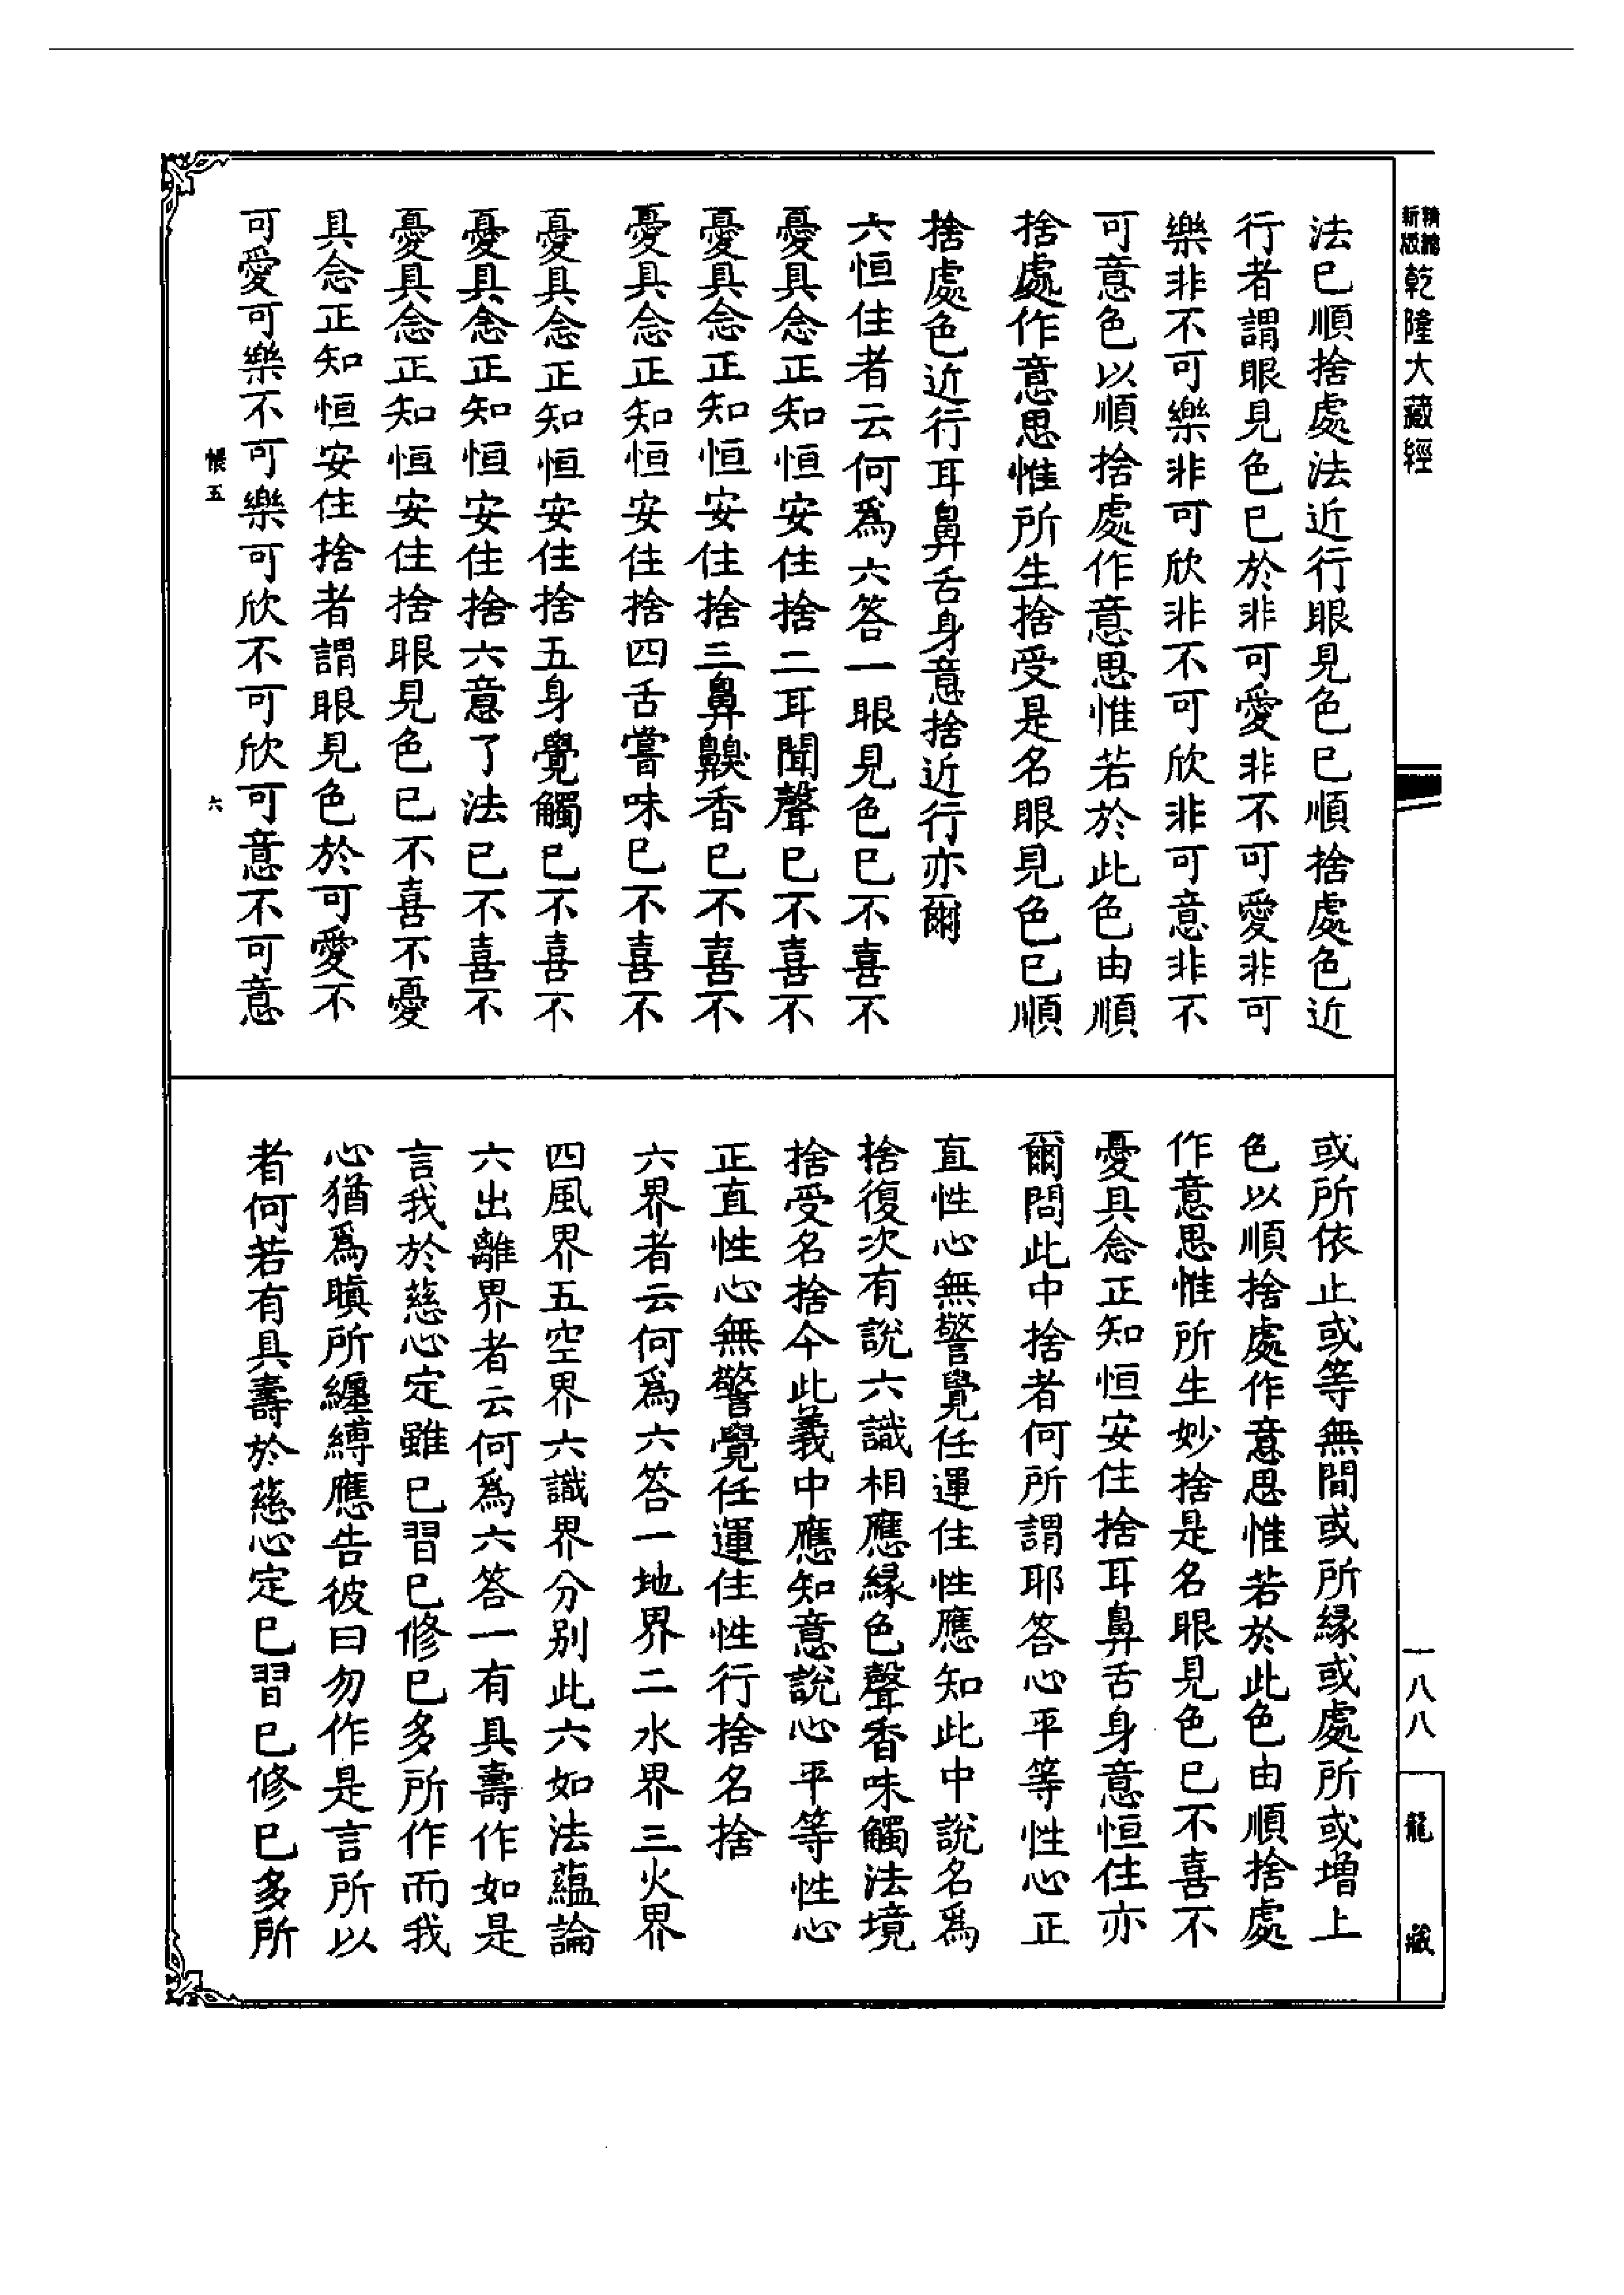 新版精縮乾隆大藏經
法已順捨處法近行眼見色已順捨處色近
行者謂眼見色已於非可愛非不可愛非可
樂非不可樂非可欣非不可欣非可意非不
可意色以順捨處作意思惟若於此色由順
捨處作意思惟所生捨受是名眼見色已順
捨處色近行耳鼻舌身意捨近行亦爾
六恒住者云何爲六答一眼見色已不喜不
憂具念正知恒安住捨二耳聞聲已不喜不
憂具念正知恒安住捨三鼻齅香已不喜不
憂具念正知恒安住捨四舌嘗味已不喜不
憂具念正知恒安住捨五身覺觸已不喜不
憂具念正知恒安住捨六意了法已不喜不
憂具念正知恒安住捨眼見色已不喜不憂
具念正知恒安住捨者謂眼見色於可愛不
可愛可樂不可樂可欣不可欣可意不可意
帳五 六
或所依止或等無間或所緣或處所或增上
色以順捨處作意思惟若於此色由順捨處
作意思惟所生妙捨是名眼見色已不喜不
憂具念正知恒安住捨耳鼻舌身意恒住亦
爾問此中捨者何所謂耶答心平等性心正
直性心無警覺任運住性應知此中說名爲
捨復次有說六識相應緣色聲香味觸法境
捨受名捨今此義中應知意說心平等性心
正直性心無警覺任運住性行捨名捨
六界者云何爲六答一地界二水界三火界
四風界五空界六識界分别此六如法蘊論
六出離界者云何爲六答一有具壽作如是
言我於慈心定雖已習已修已多所作而我
心猶爲瞋所纏縛應告彼曰勿作是言所以
者何若有具壽於慈心定已習已修已多所
一八八
龍藏